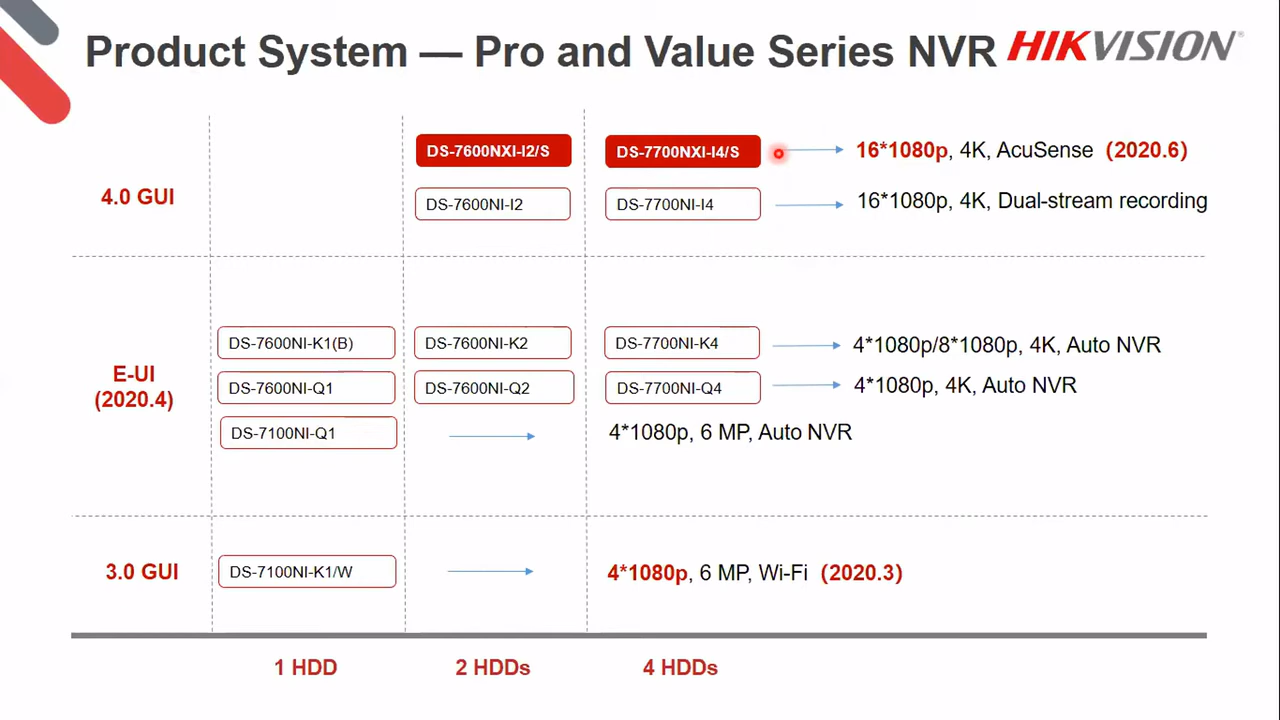 Product System — Pro and Value Series NVR
HIKVISION®
4.0 GUI
DS-7600NXI-I2/S
DS-7700NXI-I4/S
16*1080p, 4K, AcuSense (2020.6)
DS-7600NI-I2
DS-7700NI-I4
16*1080p, 4K, Dual-stream recording
E-UI
(2020.4)
DS-7600NI-K1(B)
DS-7600NI-K2
DS-7700NI-K4
4*1080p/8*1080p, 4K, Auto NVR
DS-7600NI-Q1
DS-7600NI-Q2
DS-7700NI-Q4
4*1080p, 4K, Auto NVR
DS-7100NI-Q1
4*1080p, 6 MP, Auto NVR
3.0 GUI
DS-7100NI-K1/W
4*1080p, 6 MP, Wi-Fi (2020.3)
1 HDD
2 HDDs
4 HDDs